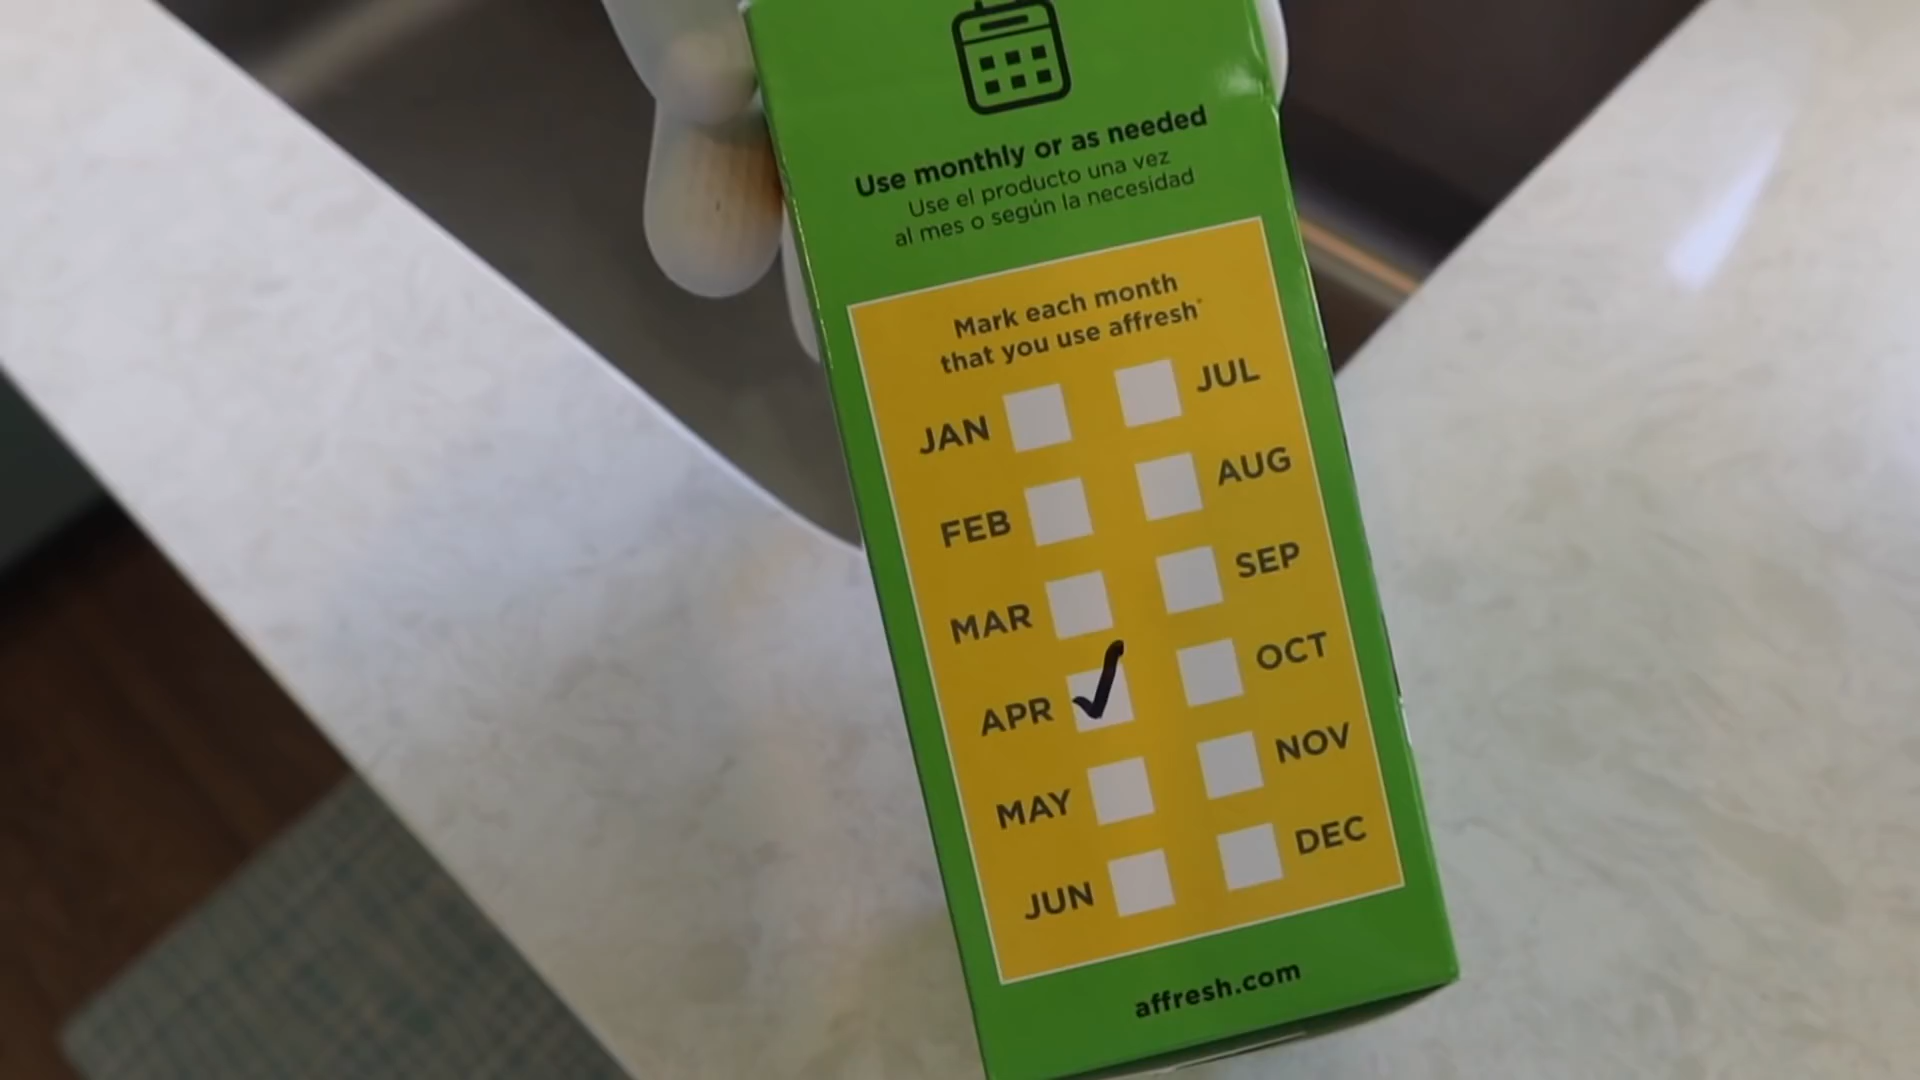 Use monthly or as needed
Use el producto una vez
al mes o según la necesidad
Mark each month
that you use affresh®
JAN
JUL
FEB
AUG
MAR
SEP
APR ✓
OCT
MAY
NOV
JUN
DEC
affresh.com